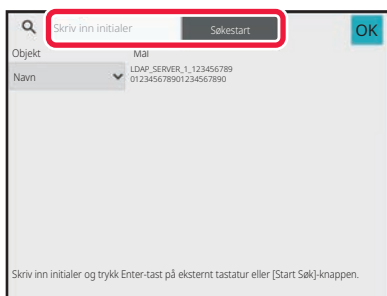 Skriv inn initialer Søkestart OK
Objekt Mål
Navn LDAP_SERVER_1_123456789
012345678901234567890
Skriv inn initialer og trykk Enter-tast på eksternt tastatur eller [Start Søk]-knappen.